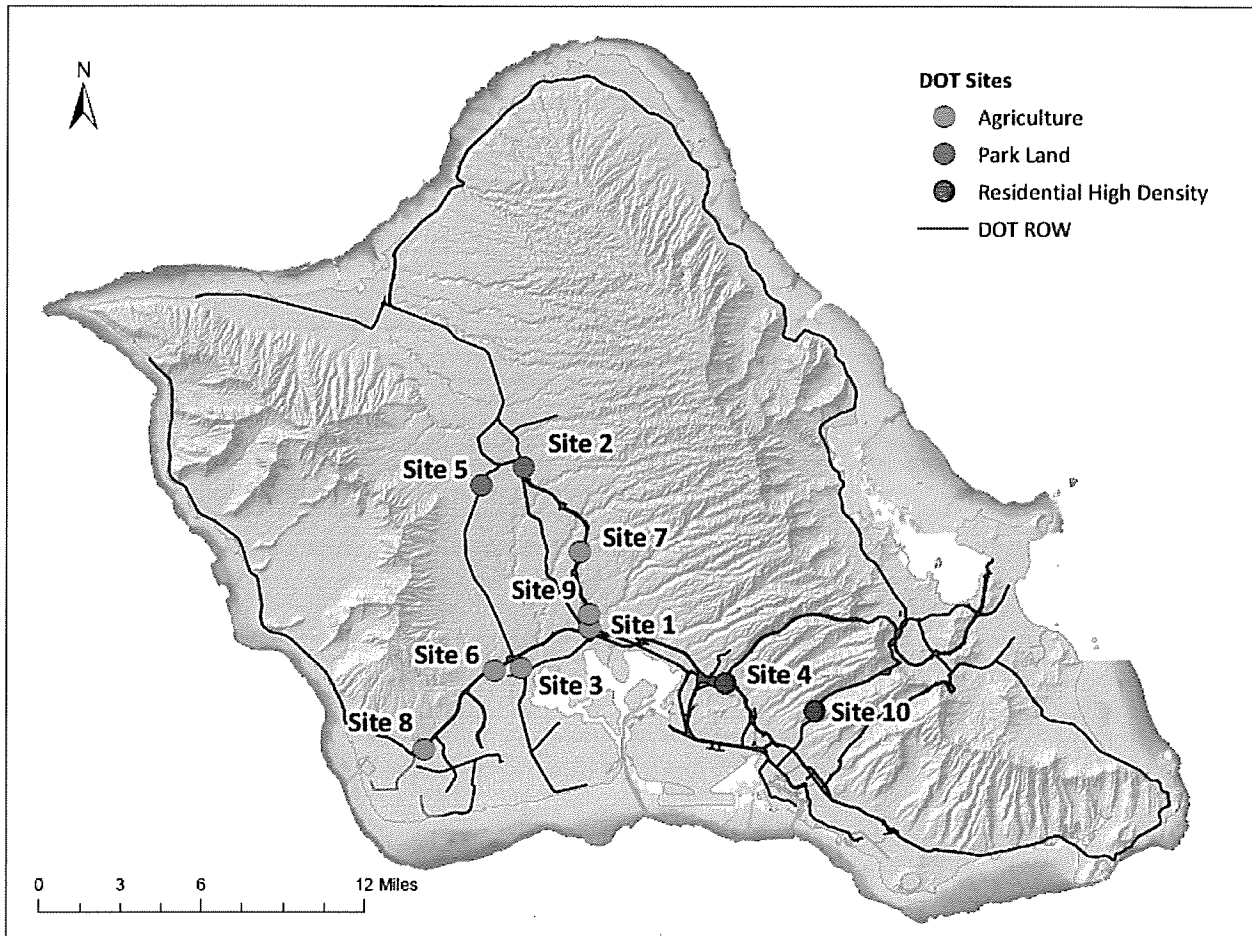 N
DOT Sites
Agriculture
Park Land
Residential High Density
DOT ROW
Site 2
Site 5
Site 7
Site 9
Site 1
Site 6
Site 3
Site 4
Site 10
Site 8
0 3 6 12 Miles